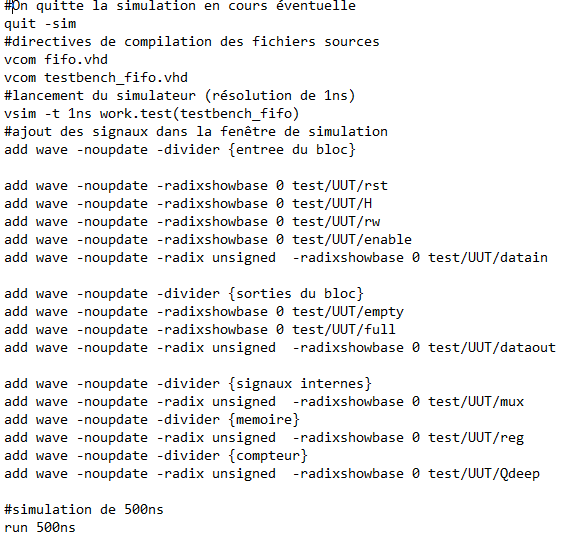 #On quitte la simulation en cours éventuelle
quit -sim
#directives de compilation des fichiers sources
vcom fifo.vhd
vcom testbench_fifo.vhd
#lancement du simulateur (résolution de 1ns)
vsim -t 1ns work.test(testbench_fifo)
#ajout des signaux dans la fenêtre de simulation
add wave -noupdate -divider {entree du bloc}

add wave -noupdate -radixshowbase 0 test/UUT/rst
add wave -noupdate -radixshowbase 0 test/UUT/H
add wave -noupdate -radixshowbase 0 test/UUT/rw
add wave -noupdate -radixshowbase 0 test/UUT/enable
add wave -noupdate -radix unsigned  -radixshowbase 0 test/UUT/datain

add wave -noupdate -divider {sorties du bloc}
add wave -noupdate -radixshowbase 0 test/UUT/empty
add wave -noupdate -radixshowbase 0 test/UUT/full
add wave -noupdate -radix unsigned  -radixshowbase 0 test/UUT/dataout

add wave -noupdate -divider {signaux internes}
add wave -noupdate -radix unsigned  -radixshowbase 0 test/UUT/mux
add wave -noupdate -divider {memoire}
add wave -noupdate -radix unsigned  -radixshowbase 0 test/UUT/reg
add wave -noupdate -divider {compteur}
add wave -noupdate -radix unsigned  -radixshowbase 0 test/UUT/Qdeep

#simulation de 500ns
run 500ns